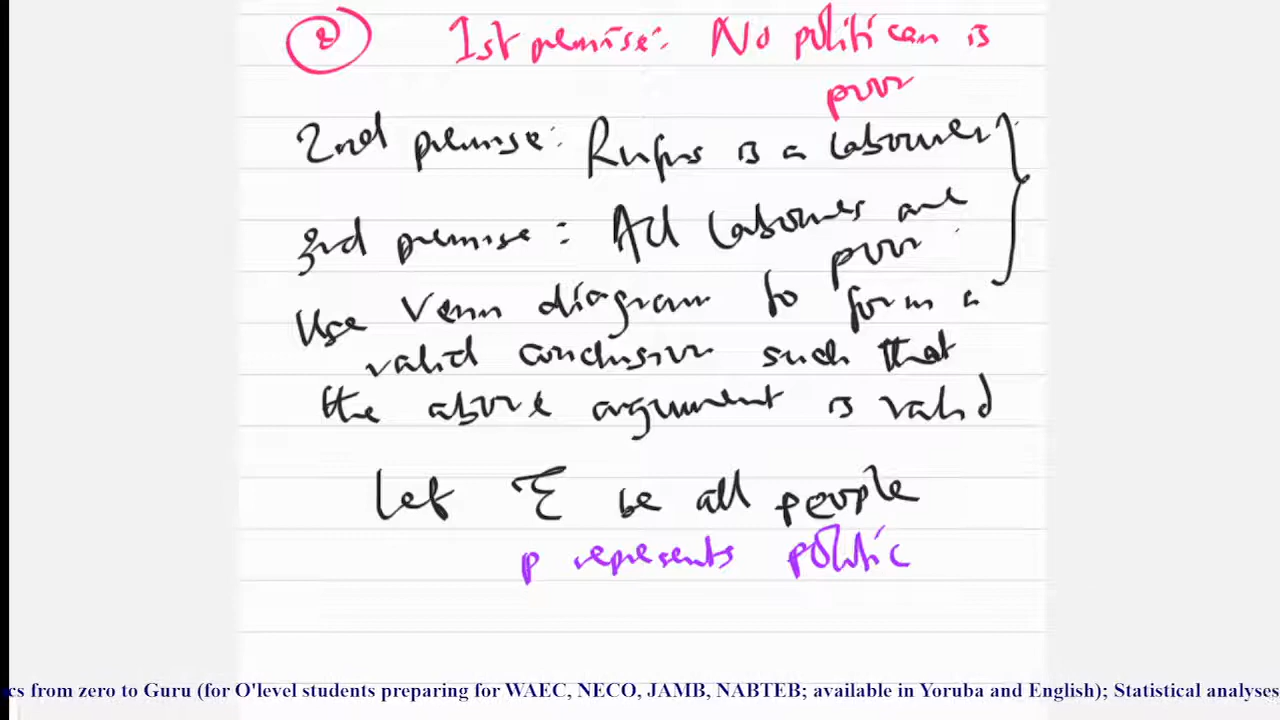 2 1st premise: No politican is
poor
2nd premise: Rufus is a labourer
3rd premise: All labourers are
poor
Use Venn diagram to form a
valid conclusion such that
the above argument is valid
Let ℰ be all people
p represents politic
cs from zero to Guru (for O'level students preparing for WAEC, NECO, JAMB, NABTEB; available in Yoruba and English); Statistical analyses